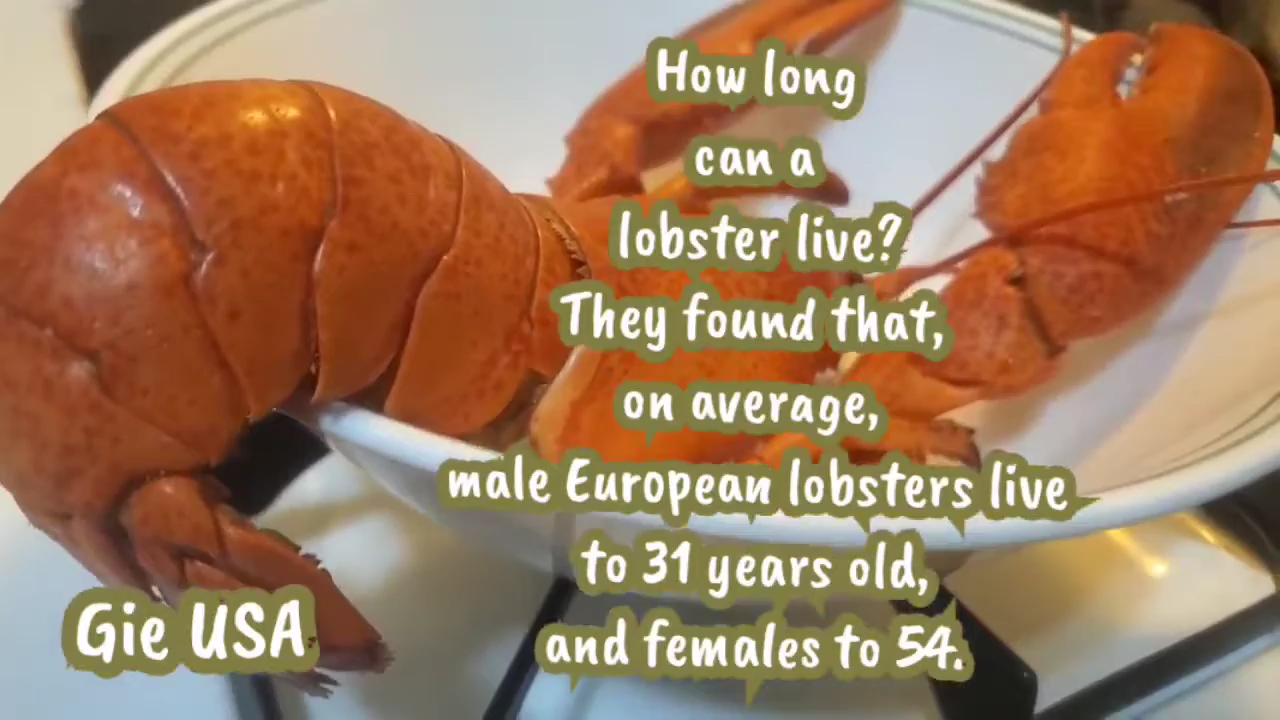 How long
can a
lobster live?
They found that,
on average,
male European lobsters live
to 31 years old,
and females to 54.
Gie USA